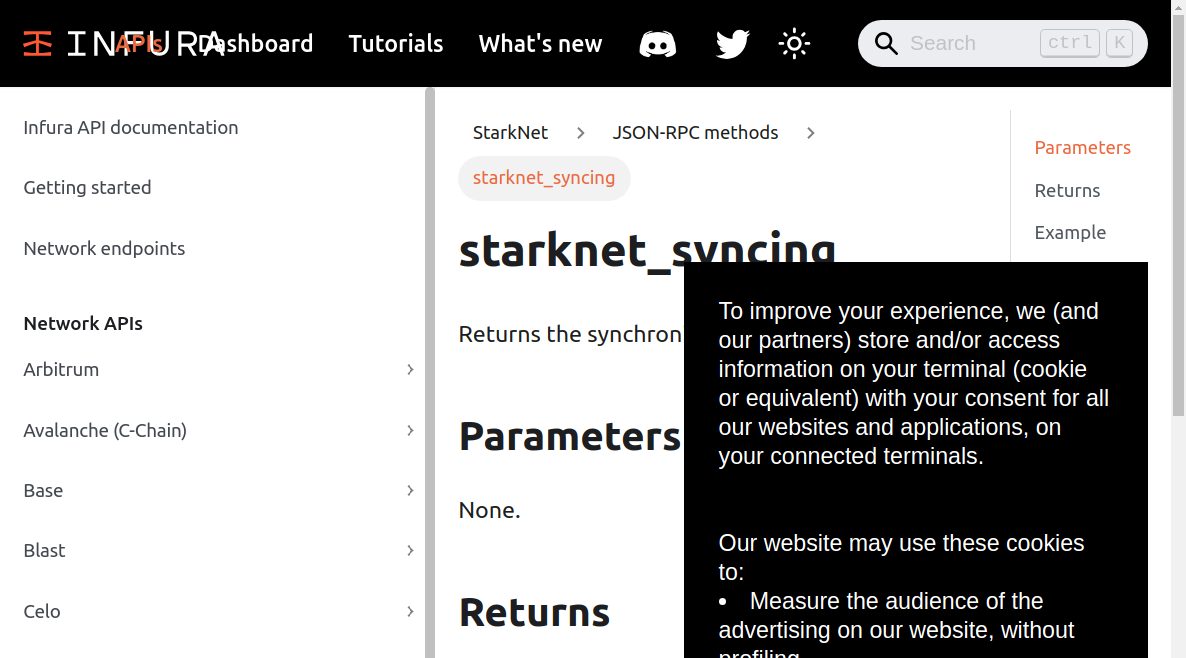 INFURA
APIs
Dashboard
Tutorials
What's new
Search
ctrl
K
Infura API documentation
Getting started
Network endpoints
Network APIs
Arbitrum
Avalanche (C-Chain)
Base
Blast
Celo
StarkNet
JSON-RPC methods
starknet_syncing
starknet_syncing
Returns the synchron
Parameters
None.
Returns
Parameters
Returns
Example
To improve your experience, we (and
our partners) store and/or access
information on your terminal (cookie
or equivalent) with your consent for all
our websites and applications, on
your connected terminals.
Our website may use these cookies
to:
• Measure the audience of the
advertising on our website, without
profiling